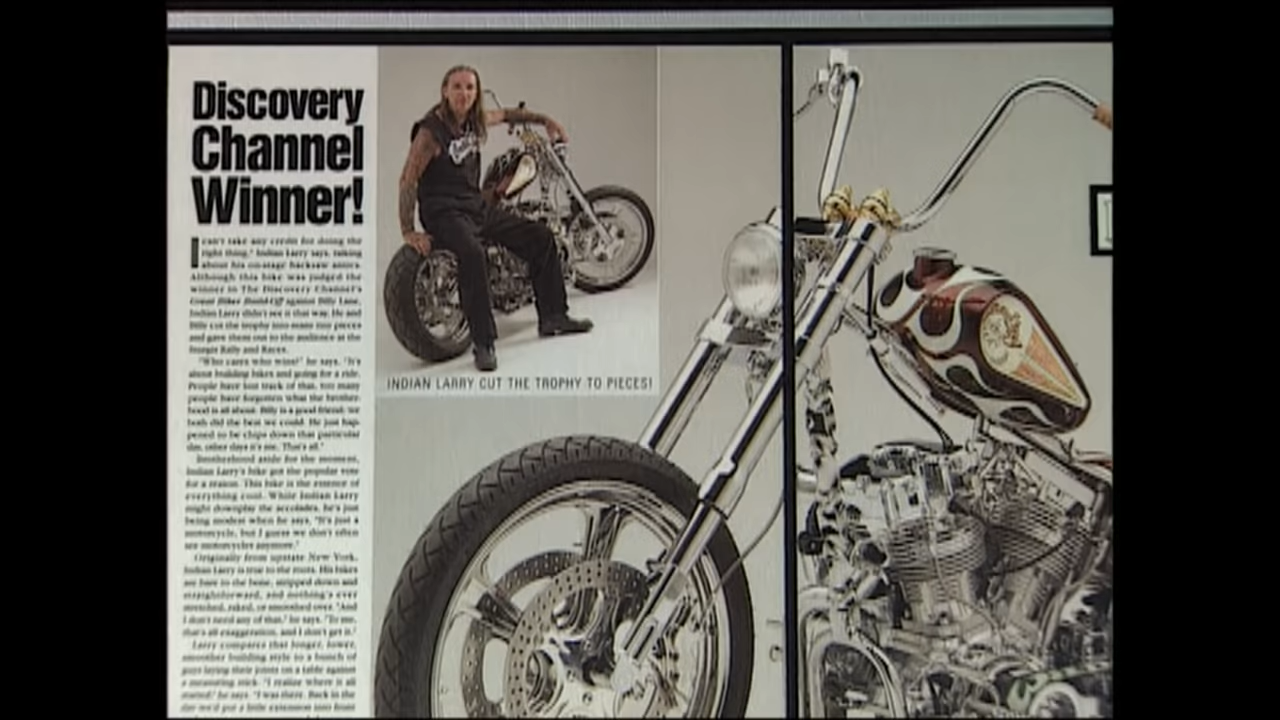 Discovery
Channel
Winner!
I can't take any credit for doing the
right thing," Indian Larry says, talking
about his on-stage hacksaw antics.
Although this bike was judged the
winner in The Discovery Channel's
Great Biker Build-Off against Billy Lane,
Indian Larry didn't see it that way. He and
Billy cut the trophy into many tiny pieces
and gave them out to the audience at the
Sturgis Rally and Races.
"Who cares who wins?" he says. "It's
about building bikes and going for a ride.
People have lost track of that, too many
people have forgotten what the brother-
hood is all about. Billy is a good friend; we
both did the best we could. He just hap-
pened to be chips down that particular
day, other days it's me. That's all."
Brotherhood aside for the moment,
Indian Larry's bike got the popular vote
for a reason. This bike is the essence of
everything cool. While Indian Larry
might downplay the accolades, he's just
being modest when he says, "It's just a
motorcycle, but I guess we don't often
see motorcycles anymore."
Originally from upstate New York,
Indian Larry is true to the roots. His bikes
are bare to the bone, stripped down and
straightforward, and nothing's ever
stretched, raked, or smoothed over. "And
I don't need any of that," he says. "To me,
that's all exaggeration, and I don't get it."
Larry compares that longer, lower,
smoother building style to a bunch of
guys laying their joints on a table against
a measuring stick. "I realize where it all
started," he says. "I was there. Back in the
day we'd put a little extension into front
INDIAN LARRY CUT THE TROPHY TO PIECES!